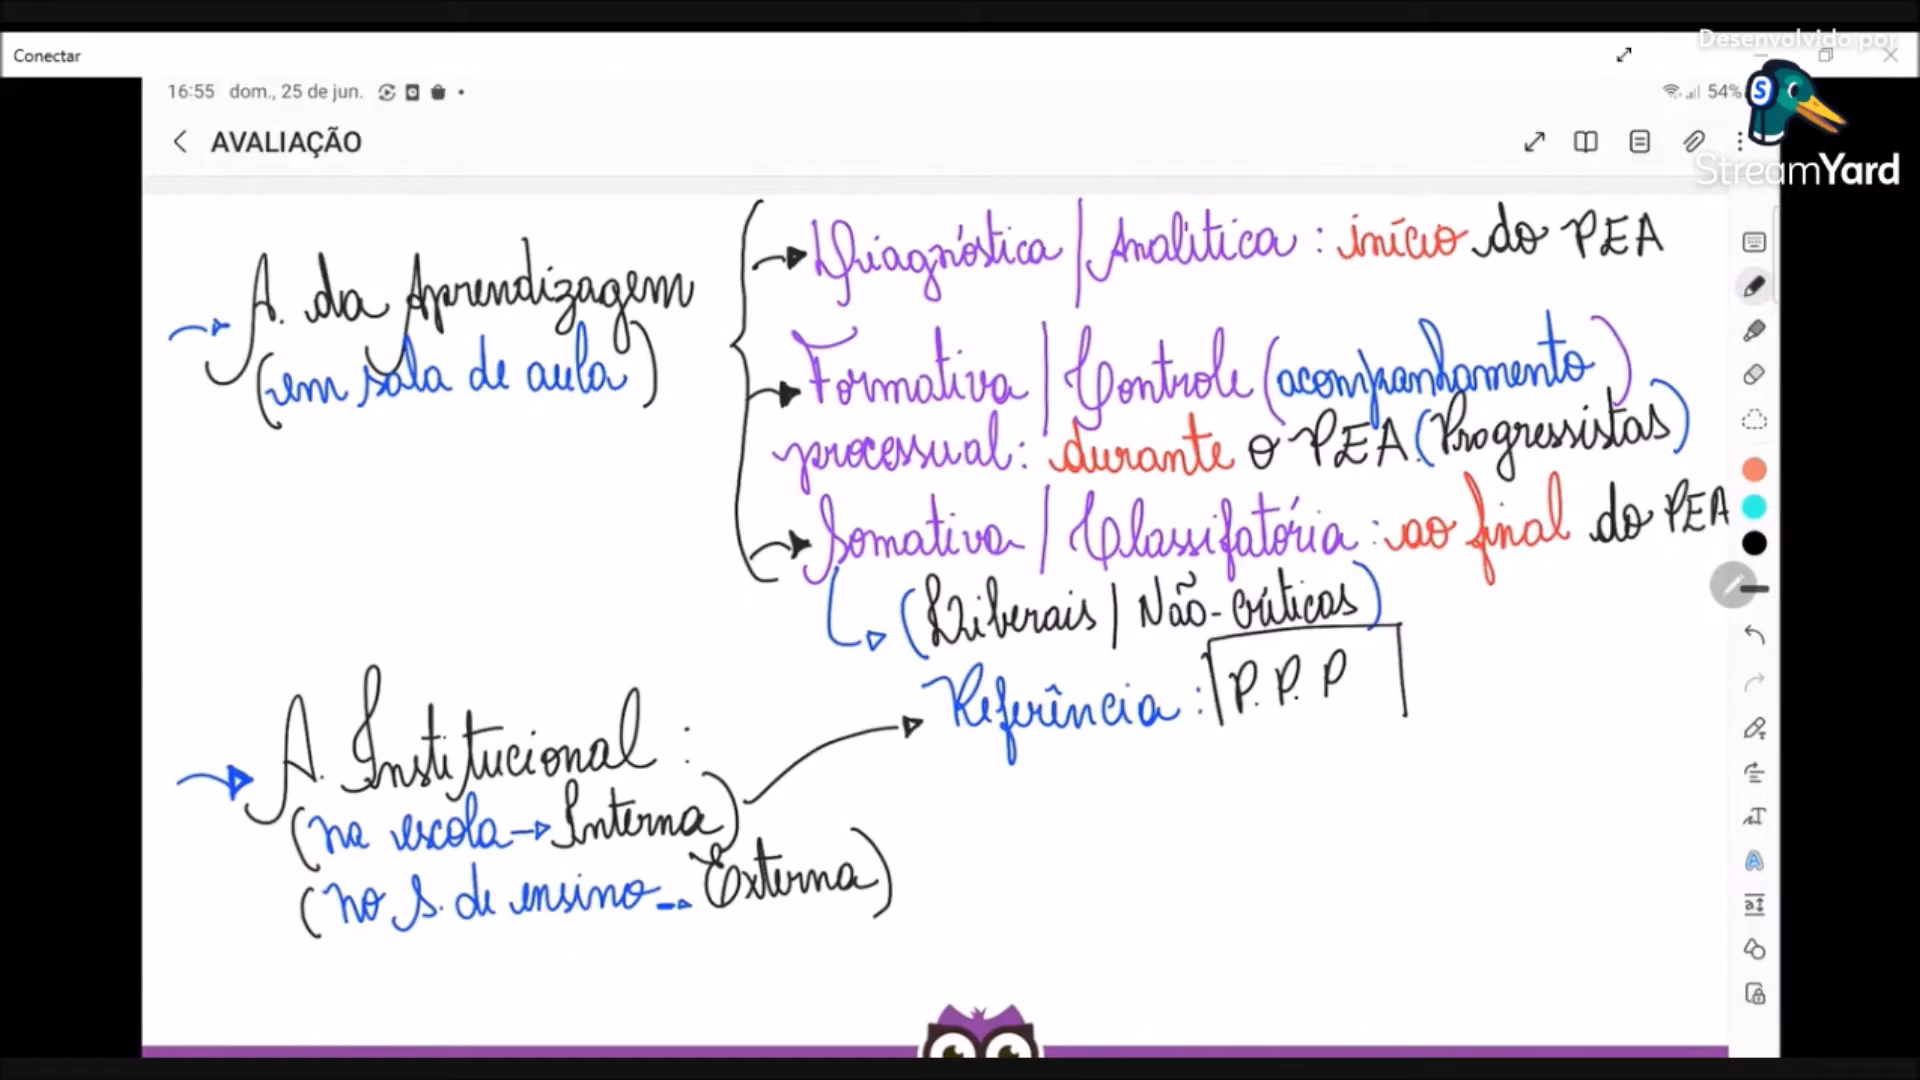 Desenvolvido por
Conectar
16:55 dom., 25 de jun.
54%
AVALIAÇÃO
StreamYard
A. da Aprendizagem
(em sala de aula)
Diagnóstica | Analítica : início do PEA
Formativa | Controle (acompanhamento)
processual: durante o PEA (Progressistas)
Somativa | Classifatória : ao final do PEA
(Liberais | Não-críticas)
Referência : P. P. P
A. Institucional :
(na escola → Interna)
(no S. de ensino → Externa)